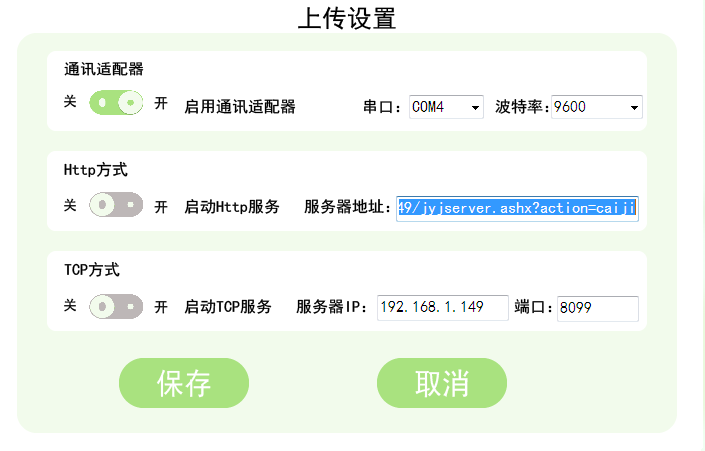 上传设置
通讯适配器
关 开 启用通讯适配器 串口： COM4 波特率： 9600
Http方式
关 开 启动Http服务 服务器地址： 49/jyjserver.ashx?action=caiji
TCP方式
关 开 启动TCP服务 服务器IP： 192.168.1.149 端口： 8099
保存 取消